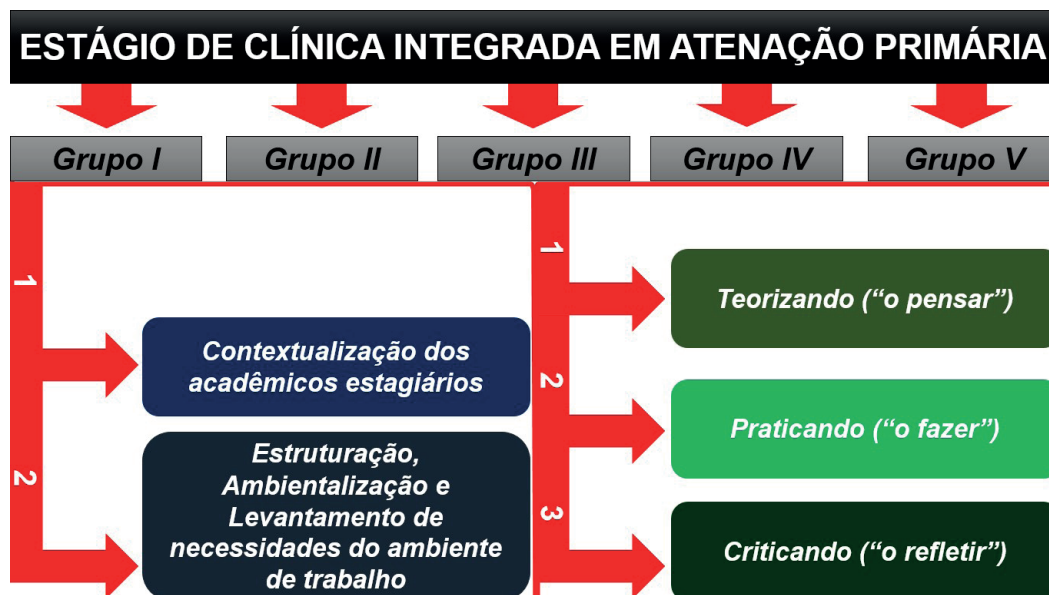 ESTÁGIO DE CLÍNICA INTEGRADA EM ATENAÇÃO PRIMÁRIA
Grupo I
Grupo II
Grupo III
Grupo IV
Grupo V
1
Contextualização dos
acadêmicos estagiários
2
Estruturação,
Ambientalização e
Levantamento de
necessidades do ambiente
de trabalho
1
Teorizando (“o pensar”)
2
Praticando (“o fazer”)
3
Criticando (“o refletir”)